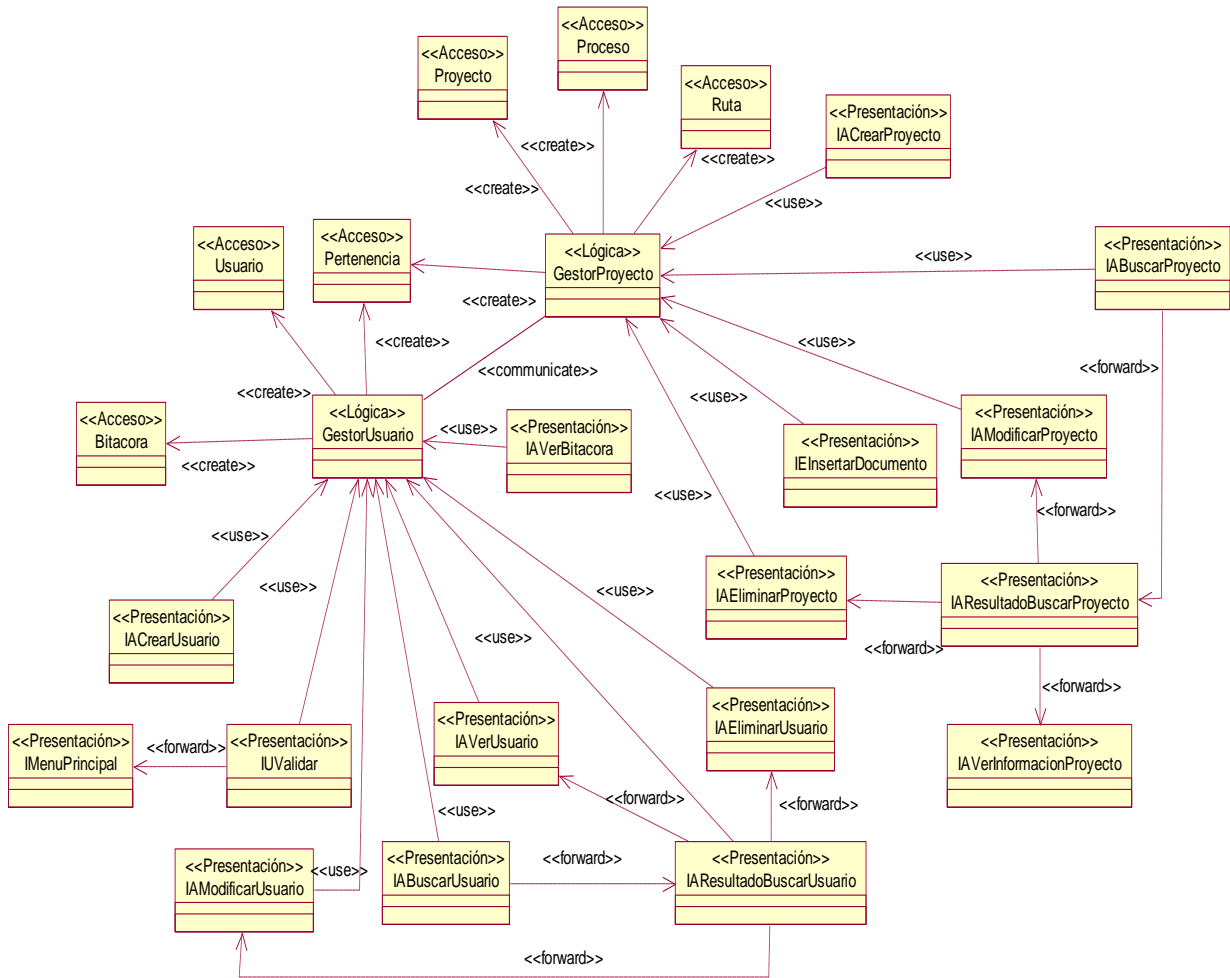 <<Acceso>>
Proceso
<<Acceso>>
Proyecto
<<Acceso>>
Ruta
<<Presentación>>
IACrearProyecto
<<create>>
<<create>>
<<create>>
<<use>>
<<Acceso>>
Usuario
<<Acceso>>
Pertenencia
<<Lógica>>
GestorProyecto
<<use>>
<<Presentación>>
IABuscarProyecto
<<create>>
<<create>>
<<use>>
<<forward>>
<<communicate>>
<<create>>
<<use>>
<<Acceso>>
Bitacora
<<Lógica>>
GestorUsuario
<<use>>
<<Presentación>>
IAVerBitacora
<<Presentación>>
IEInsertarDocumento
<<Presentación>>
IAModificarProyecto
<<create>>
<<use>>
<<forward>>
<<use>>
<<use>>
<<use>>
<<Presentación>>
IAEliminarProyecto
<<Presentación>>
IAResultadoBuscarProyecto
<<Presentación>>
IACrearUsuario
<<use>>
<<forward>>
<<forward>>
<<Presentación>>
IMenuPrincipal
<<forward>>
<<Presentación>>
IUValidar
<<Presentación>>
IAVerUsuario
<<Presentación>>
IAEliminarUsuario
<<Presentación>>
IAVerInformacionProyecto
<<use>>
<<forward>>
<<forward>>
<<Presentación>>
IAModificarUsuario
<<use>>
<<Presentación>>
IABuscarUsuario
<<forward>>
<<Presentación>>
IAResultadoBuscarUsuario
<<forward>>